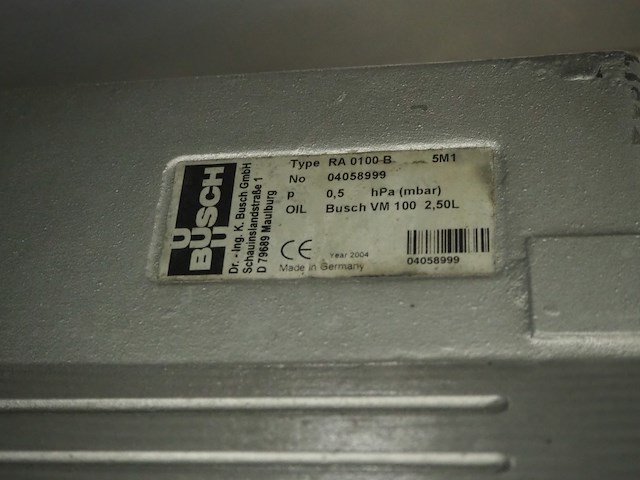 BUSCH
BUSCH
Dr. - Ing. K. Busch GmbH
Schauinslandstraße 1
D 79689 Maulburg
Type RA 0100 B 5M1
No 04058999
p 0,5 hPa (mbar)
OIL Busch VM 100 2,50L
CE Year 2004
Made in Germany
04058999